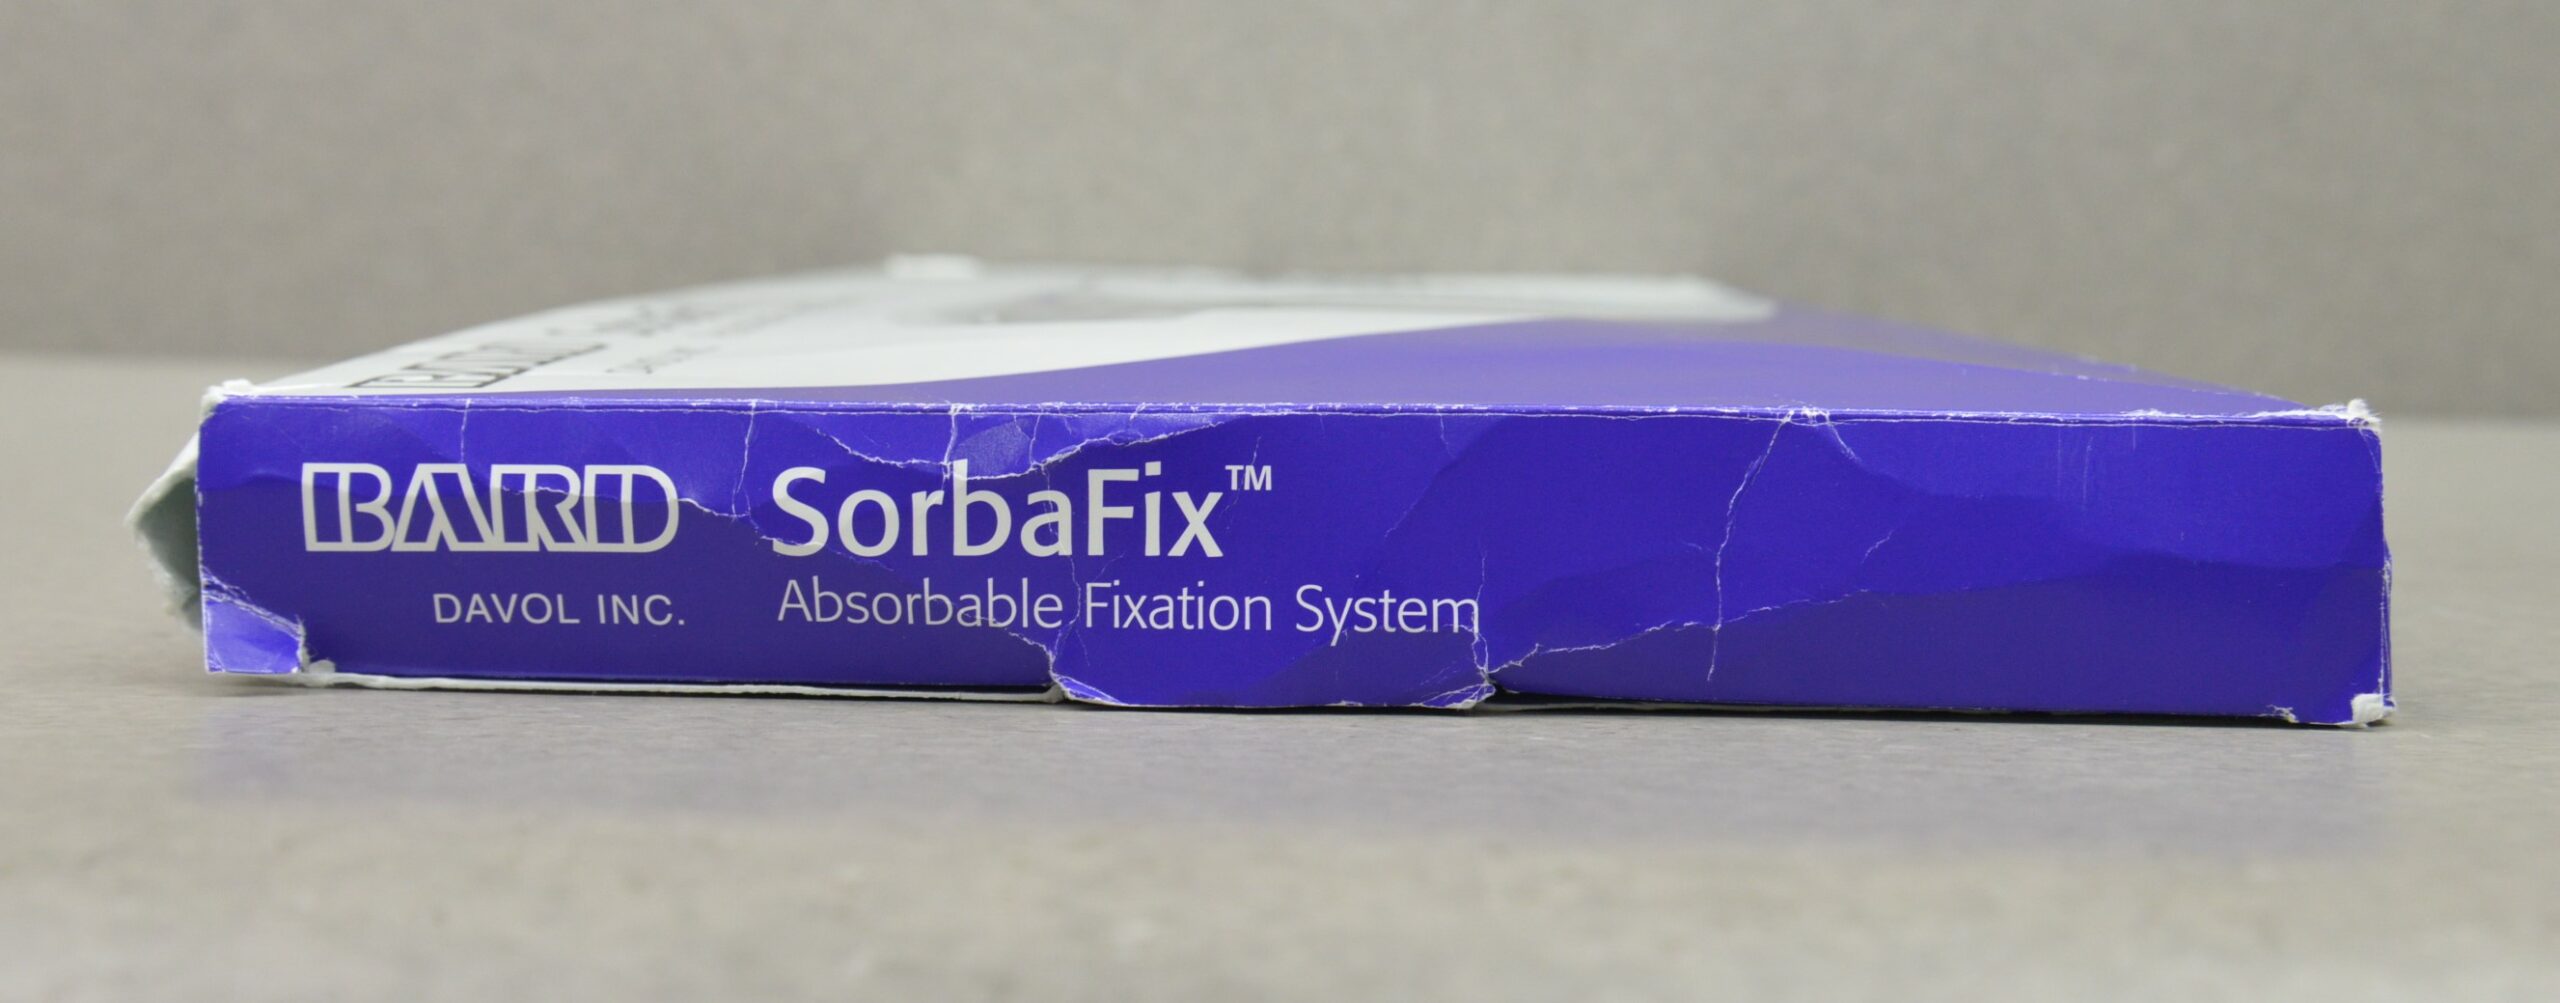 BARD SorbaFix™
DAVOL INC. Absorbable Fixation System